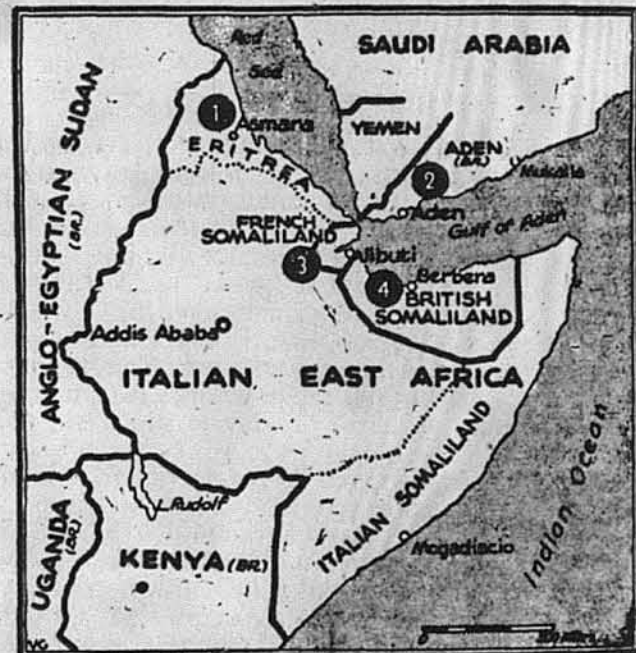 Red
Sea
SAUDI ARABIA
ANGLO-EGYPTIAN SUDAN
(BR.)
1
Asmara
ERITREA
YEMEN
ADEN
(BR.)
2
Mukalla
Aden
Gulf of Aden
FRENCH
SOMALILAND
Jibuti
3
4
Berbera
BRITISH
SOMALILAND
Addis Ababa
ITALIAN EAST AFRICA
ITALIAN SOMALILAND
L. Rudolf
UGANDA
(BR.)
KENYA (BR.)
Mogadiscio
Indian Ocean
0